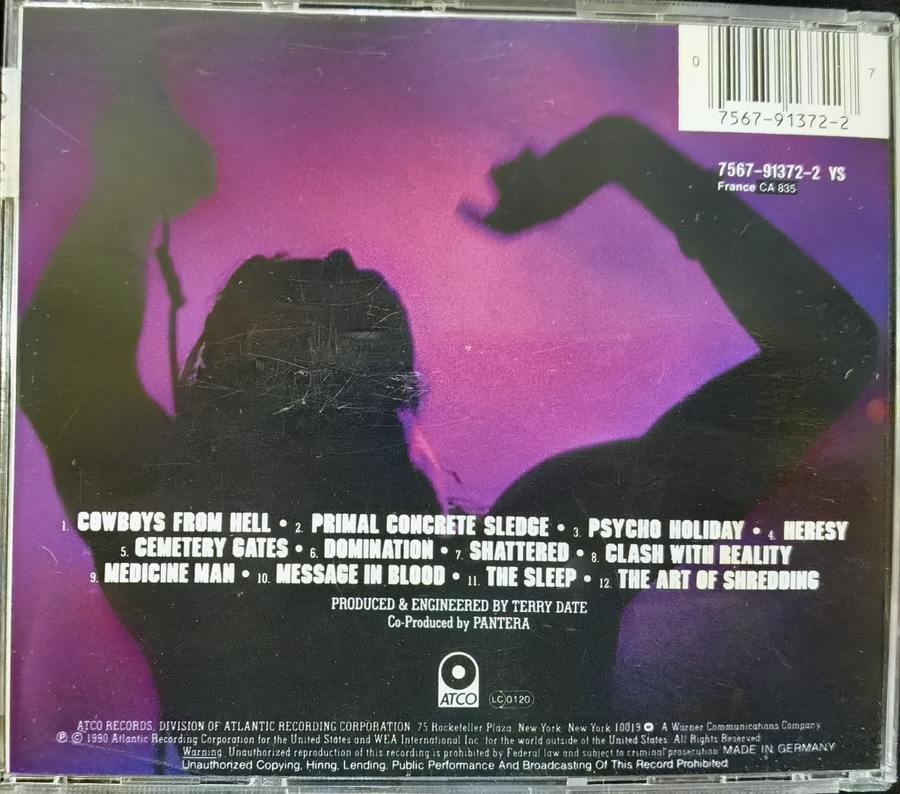 0 7
7567-91372-2
7567-91372-2 YS
France CA 835
1. COWBOYS FROM HELL • 2. PRIMAL CONCRETE SLEDGE • 3. PSYCHO HOLIDAY • 4. HERESY
5. CEMETERY GATES • 6. DOMINATION • 7. SHATTERED • 8. CLASH WITH REALITY
9. MEDICINE MAN • 10. MESSAGE IN BLOOD • 11. THE SLEEP • 12. THE ART OF SHREDDING
PRODUCED & ENGINEERED BY TERRY DATE
Co-Produced by PANTERA
ATCO
LC 0120
ATCO RECORDS, DIVISION OF ATLANTIC RECORDING CORPORATION, 75 Rockefeller Plaza, New York, New York 10019 A Warner Communications Company.
℗ © 1990 Atlantic Recording Corporation for the United States and WEA International Inc. for the world outside of the United States. All Rights Reserved.
Warning. Unauthorized reproduction of this recording is prohibited by Federal law and subject to criminal prosecution. MADE IN GERMANY
Unauthorized Copying, Hiring, Lending, Public Performance And Broadcasting Of This Record Prohibited.